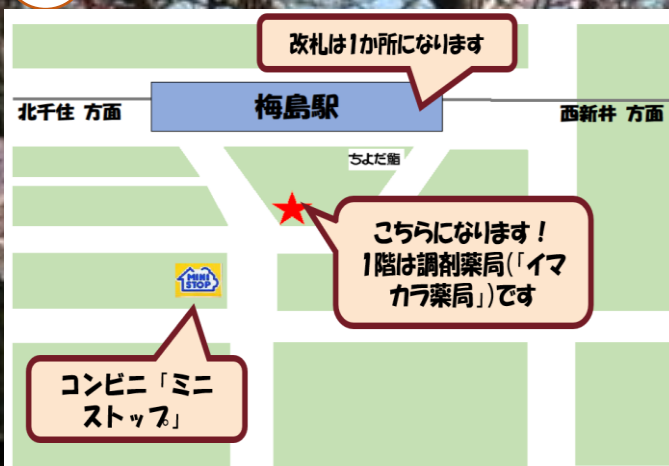 改札は1か所になります
北千住 方面
梅島駅
西新井 方面
ちよだ鮨
こちらになります！
1階は調剤薬局(「イマ
カラ薬局」)です
MINI
STOP
コンビニ「ミニ
ストップ」